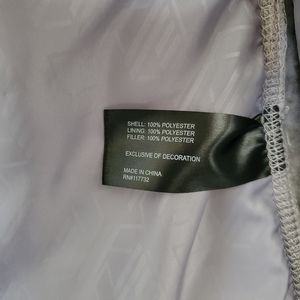 SHELL: 100% POLYESTER
LINING: 100% POLYESTER
FILLER: 100% POLYESTER
EXCLUSIVE OF DECORATION
MADE IN CHINA
RN#117732